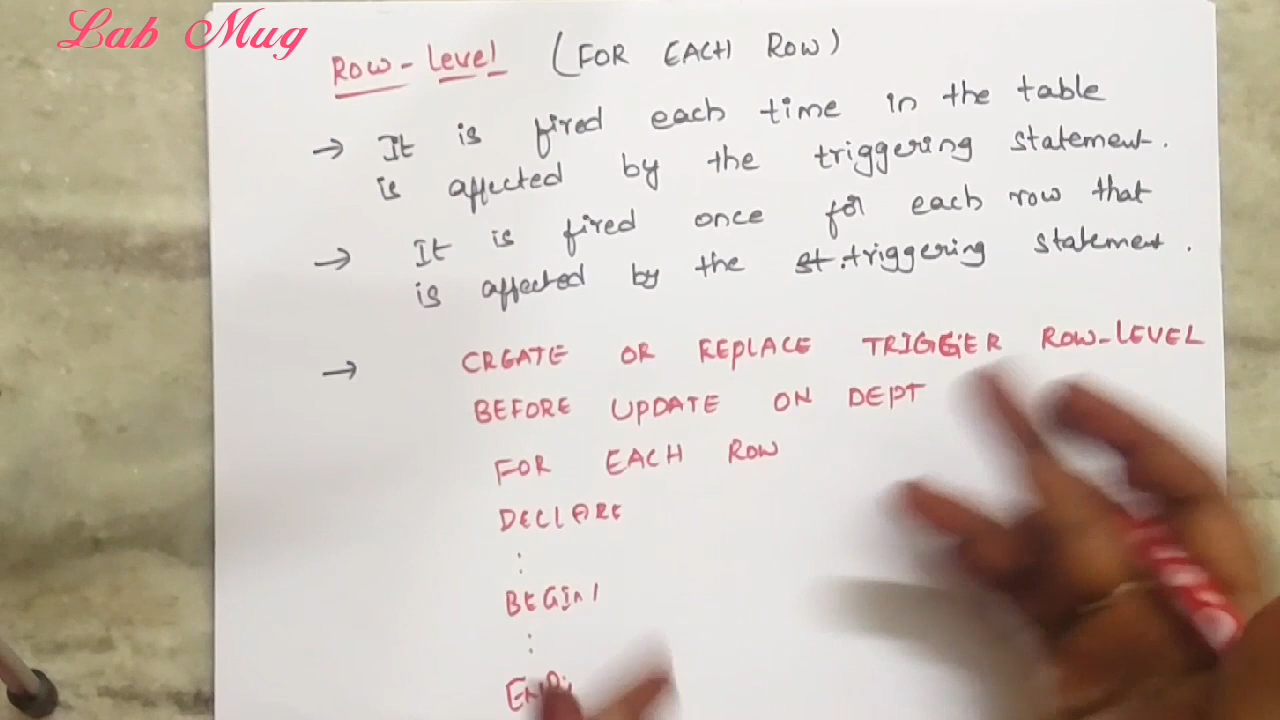 Lab Mug
Row-Level (FOR EACH ROW)
→ It is fired each time in the table
is affected by the triggering statement.
→ It is fired once for each row that
is affected by the st. triggering statement.
→ CREATE OR REPLACE TRIGGER ROW-LEVEL
BEFORE UPDATE ON DEPT
FOR EACH ROW
DECLARE
:
BEGIN
: